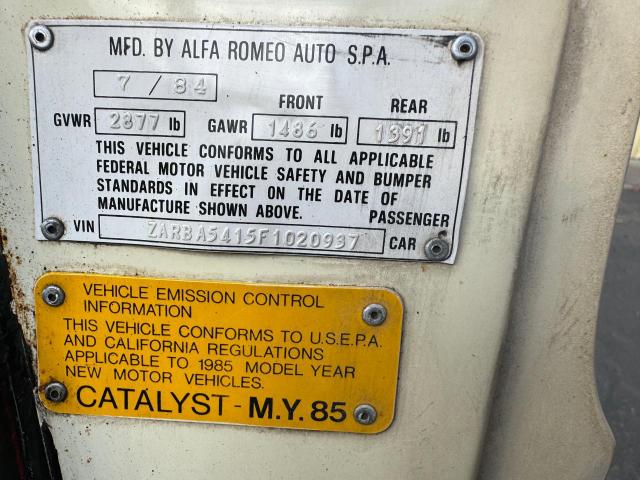 MFD. BY ALFA ROMEO AUTO S.P.A.
7 / 84
FRONT REAR
GVWR 2877 lb GAWR 1486 lb 1391 lb
THIS VEHICLE CONFORMS TO ALL APPLICABLE
FEDERAL MOTOR VEHICLE SAFETY AND BUMPER
STANDARDS IN EFFECT ON THE DATE OF
MANUFACTURE SHOWN ABOVE. PASSENGER
VIN ZARBA5415F1020937 CAR
VEHICLE EMISSION CONTROL
INFORMATION
THIS VEHICLE CONFORMS TO U.S.E.P.A.
AND CALIFORNIA REGULATIONS
APPLICABLE TO 1985 MODEL YEAR
NEW MOTOR VEHICLES.
CATALYST - M.Y. 85